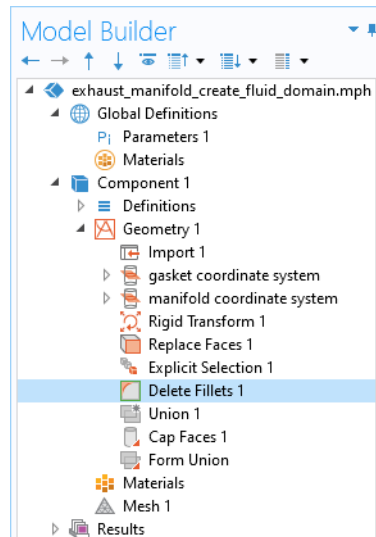 Model Builder
exhaust_manifold_create_fluid_domain.mph
Global Definitions
Pi Parameters 1
Materials
Component 1
Definitions
Geometry 1
Import 1
gasket coordinate system
manifold coordinate system
Rigid Transform 1
Replace Faces 1
Explicit Selection 1
Delete Fillets 1
Union 1
Cap Faces 1
Form Union
Materials
Mesh 1
Results